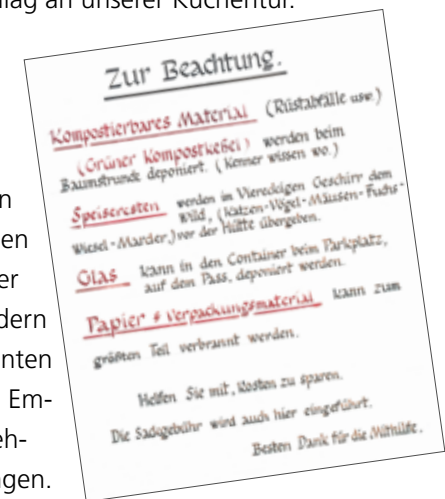 lag an unserer Küchentür.
Zur Beachtung.
Kompostierbares Material (Rüstabfälle usw.)
(Grüner Kompostkeßel) werden beim
Baumstrunk deponiert. (Kenner wissen wo.)
Speiseresten werden im Viereckigen Geschirr dem
Wild, (Katzen-Vögel-Mäusen-Fuchs-
Wiesel-Marder,) vor der Hütte übergeben.
Glas kann in den Container beim Parkplatz,
auf dem Pass, deponiert werden.
Papier + Verpackungsmaterial kann zum
größten Teil verbrannt werden.
Helfen Sie mit, Kosten zu sparen.
Die Sackgebühr wird auch hier eingeführt.
Besten Dank für die Mithilfe.
n
en
er
dern
nten
Em-
eh-
gen.